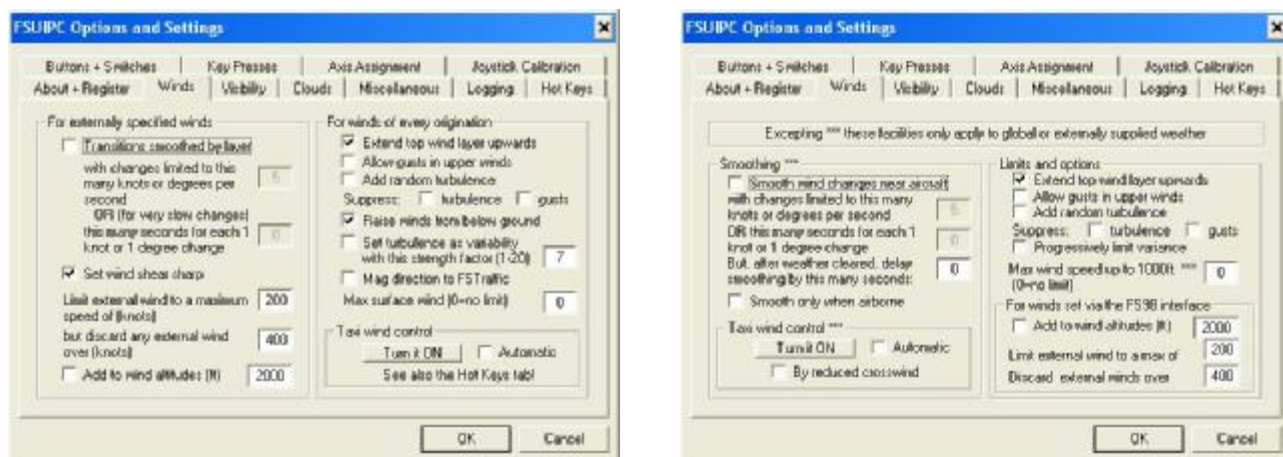 FSUIPC Options and Settings
Buttons + Switches Key Presses Axis Assignment Joystick Calibration
About + Register Winds Visibility Clouds Miscellaneous Logging Hot Keys
For externally specified winds
Transitions smoothed by layer
with changes limited to this
many knots or degrees per
second
5
OR (for very slow changes)
this many seconds for each 1
knot or 1 degree change
0
Set wind shear sharp
Limit external wind to a maximum
speed of (knots)
200
but discard any external wind
over (knots)
400
Add to wind altitudes (ft) 2000
For winds of every origination
Extend top wind layer upwards
Allow gusts in upper winds
Add random turbulence
Suppress: turbulence gusts
Raise winds from below ground
Set turbulence as variability
with this strength factor (1-20) 7
Mag direction to FSTraffic
Max surface wind (0=no limit) 0
Taxi wind control
Turn it ON Automatic
See also the Hot Keys tab!
OK Cancel
FSUIPC Options and Settings
Buttons + Switches Key Presses Axis Assignment Joystick Calibration
About + Register Winds Visibility Clouds Miscellaneous Logging Hot Keys
Excepting *** these facilities only apply to global or externally supplied weather
Smoothing ***
Smooth wind changes near aircraft
with changes limited to this many
knots or degrees per second
5
OR this many seconds for each 1
knot or 1 degree change
0
But, after weather cleared, delay
smoothing by this many seconds:
0
Smooth only when airborne
Taxi wind control ***
Turn it ON Automatic
By reduced crosswind
Limits and options
Extend top wind layer upwards
Allow gusts in upper winds
Add random turbulence
Suppress: turbulence gusts
Progressively limit variance
Max wind speed up to 1000ft ***
(0=no limit)
0
For winds set via the FS98 interface
Add to wind altitudes (ft) 2000
Limit external wind to a max of 200
Discard external winds over 400
OK Cancel